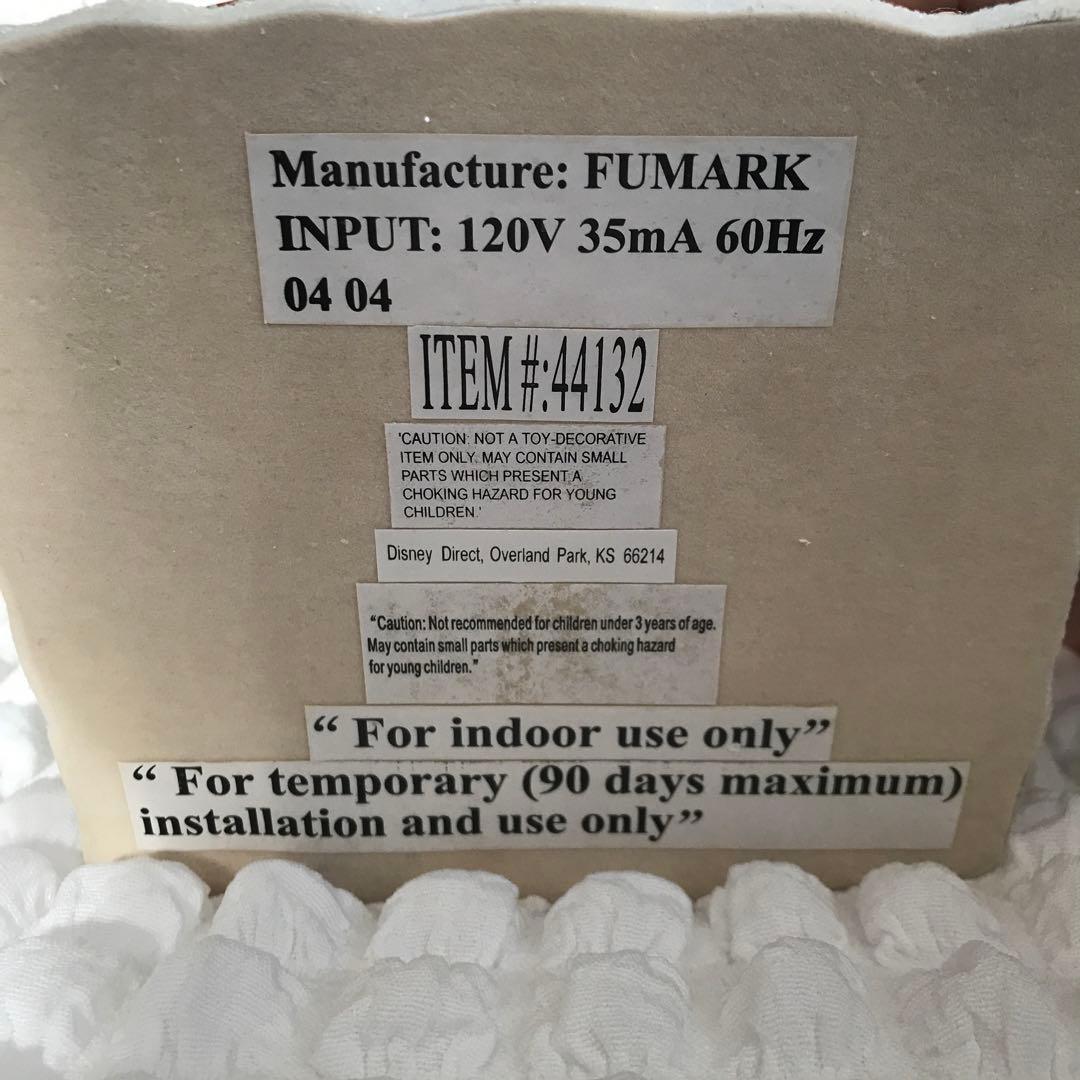 Manufacture: FUMARK
INPUT: 120V 35mA 60Hz
04 04
ITEM #:44132
'CAUTION: NOT A TOY-DECORATIVE
ITEM ONLY. MAY CONTAIN SMALL
PARTS WHICH PRESENT A
CHOKING HAZARD FOR YOUNG
CHILDREN.'
Disney Direct, Overland Park, KS 66214
“Caution: Not recommended for children under 3 years of age.
May contain small parts which present a choking hazard
for young children.”
“ For indoor use only”
“ For temporary (90 days maximum)
installation and use only”